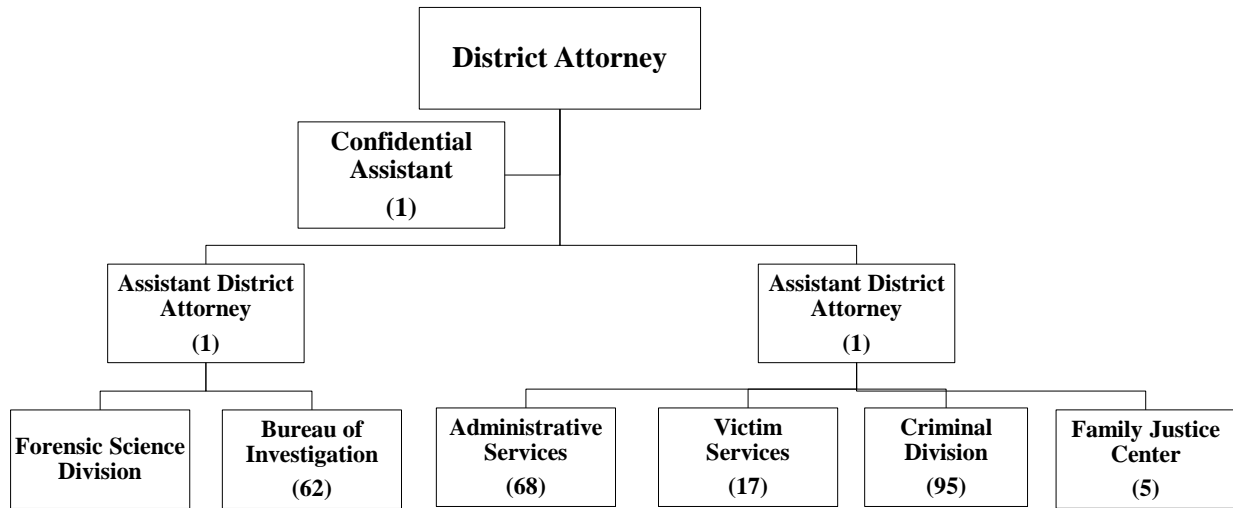 District Attorney
Confidential
Assistant
(1)
Assistant District
Attorney
(1)
Assistant District
Attorney
(1)
Forensic Science
Division
Bureau of
Investigation
(62)
Administrative
Services
(68)
Victim
Services
(17)
Criminal
Division
(95)
Family Justice
Center
(5)